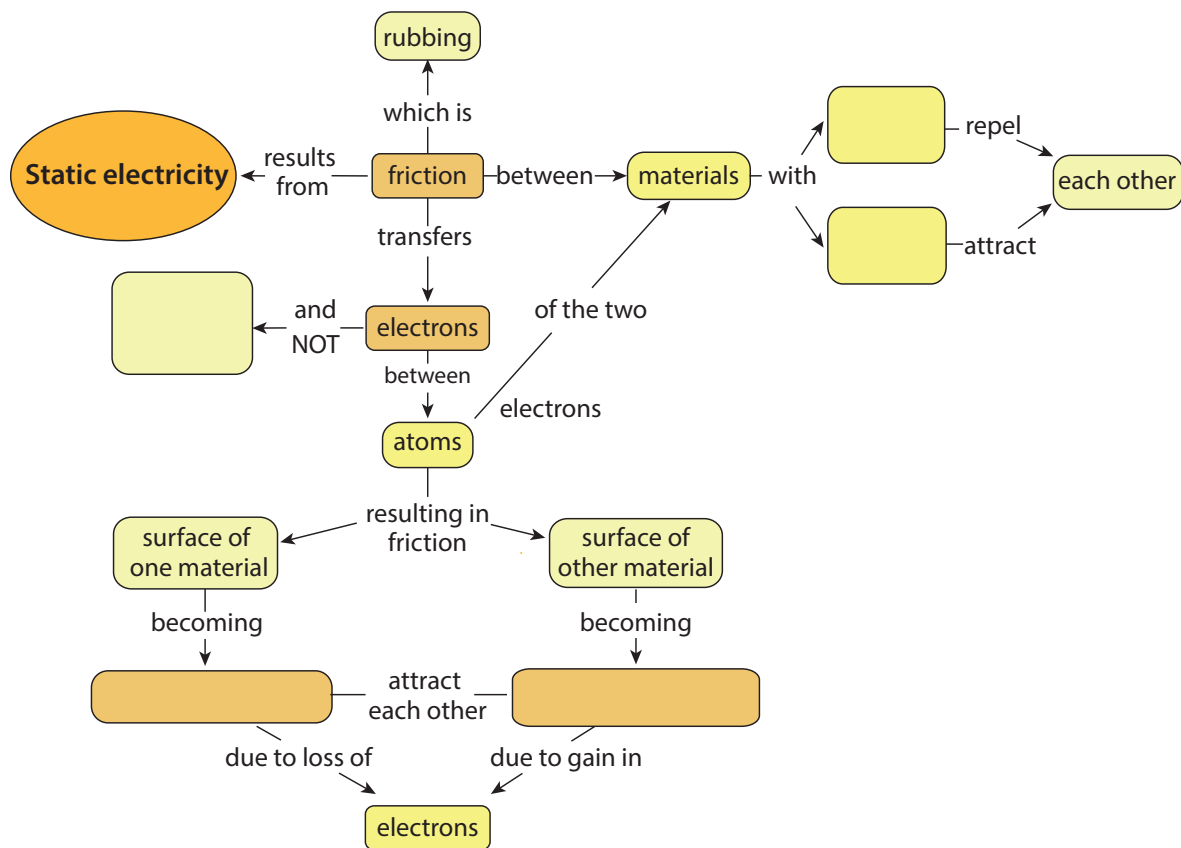 rubbing
which is
Static electricity
results
from
friction
between
materials
with
repel
each other
attract
transfers
and
NOT
electrons
of the two
between
electrons
atoms
resulting in
friction
surface of
one material
surface of
other material
becoming
becoming
attract
each other
due to loss of
due to gain in
electrons